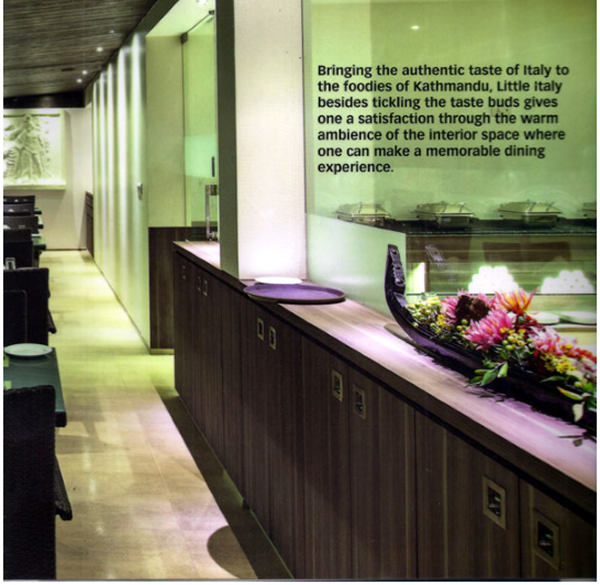 Bringing the authentic taste of Italy to
the foodies of Kathmandu, Little Italy
besides tickling the taste buds gives
one a satisfaction through the warm
ambience of the interior space where
one can make a memorable dining
experience.